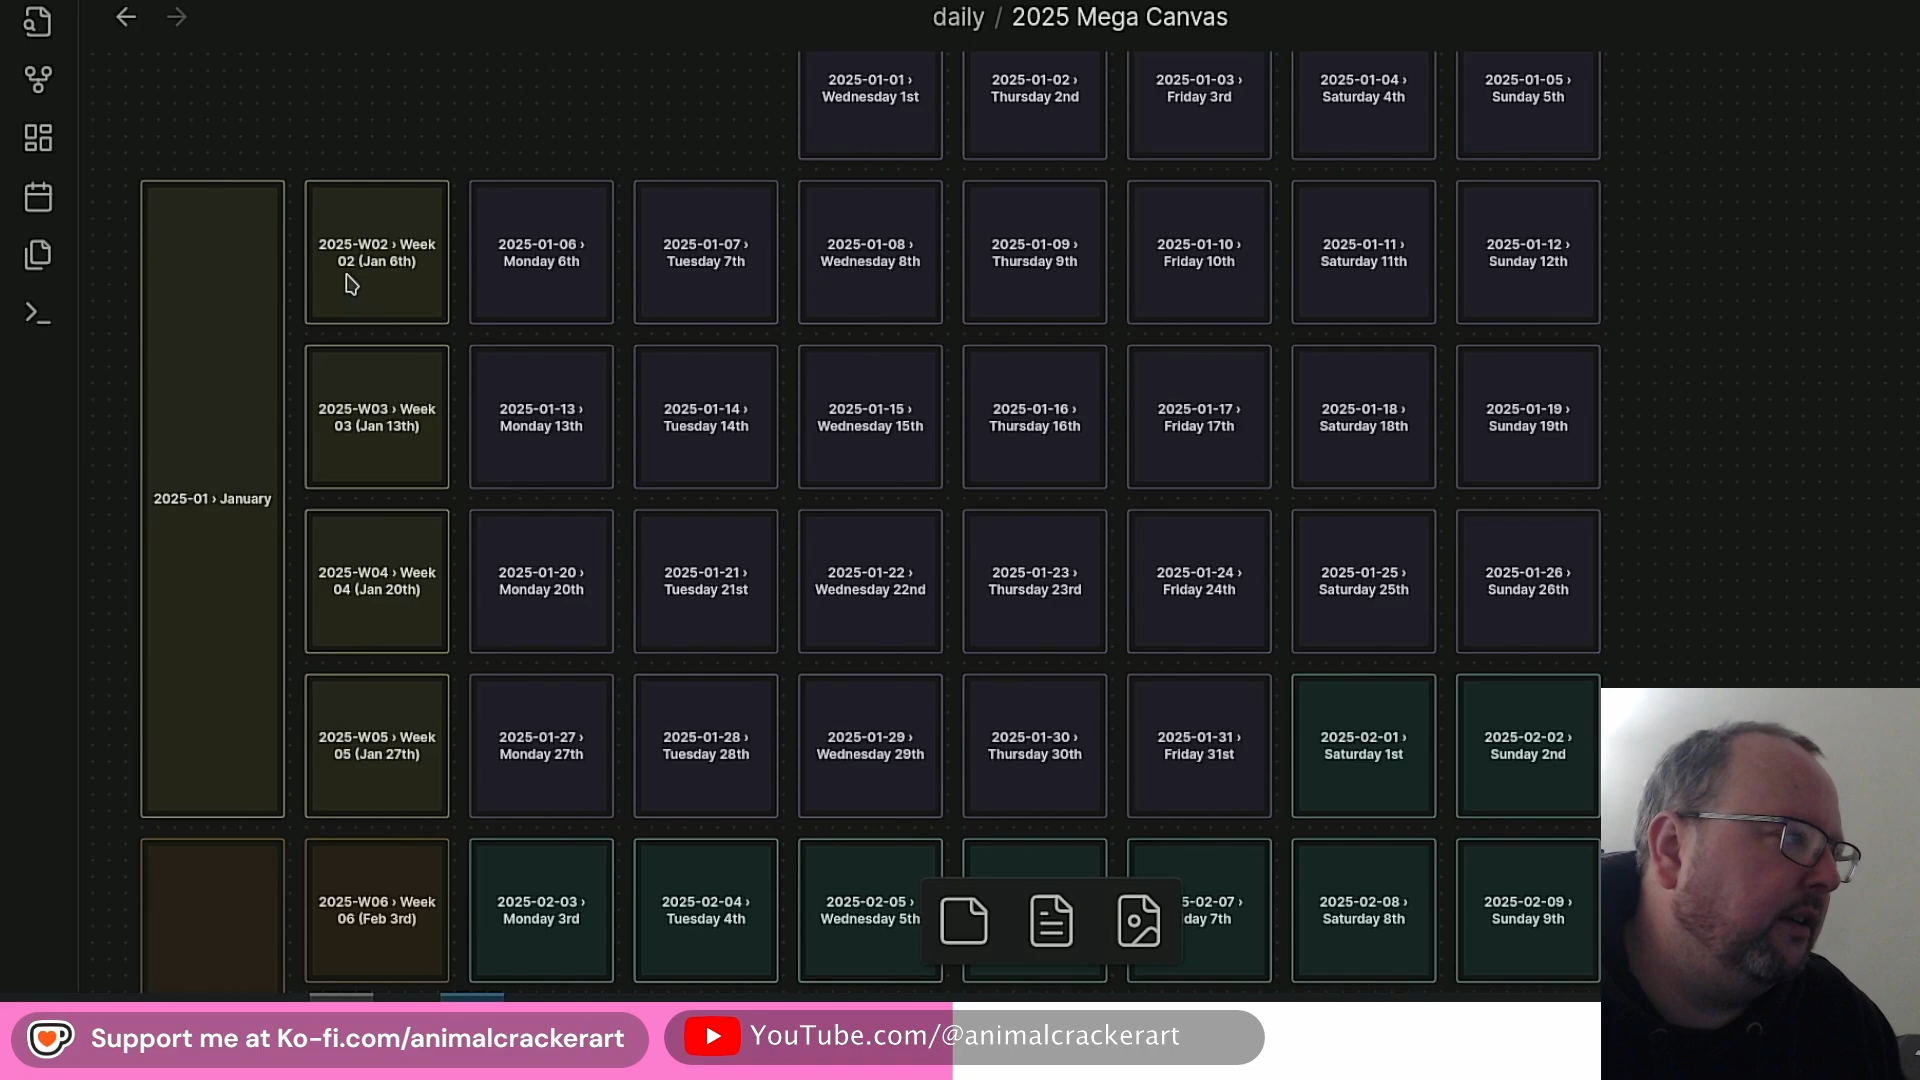 daily / 2025 Mega Canvas
2025-01-01 ›
Wednesday 1st
2025-01-02 ›
Thursday 2nd
2025-01-03 ›
Friday 3rd
2025-01-04 ›
Saturday 4th
2025-01-05 ›
Sunday 5th
2025-01 › January
2025-W02 › Week
02 (Jan 6th)
2025-01-06 ›
Monday 6th
2025-01-07 ›
Tuesday 7th
2025-01-08 ›
Wednesday 8th
2025-01-09 ›
Thursday 9th
2025-01-10 ›
Friday 10th
2025-01-11 ›
Saturday 11th
2025-01-12 ›
Sunday 12th
2025-W03 › Week
03 (Jan 13th)
2025-01-13 ›
Monday 13th
2025-01-14 ›
Tuesday 14th
2025-01-15 ›
Wednesday 15th
2025-01-16 ›
Thursday 16th
2025-01-17 ›
Friday 17th
2025-01-18 ›
Saturday 18th
2025-01-19 ›
Sunday 19th
2025-W04 › Week
04 (Jan 20th)
2025-01-20 ›
Monday 20th
2025-01-21 ›
Tuesday 21st
2025-01-22 ›
Wednesday 22nd
2025-01-23 ›
Thursday 23rd
2025-01-24 ›
Friday 24th
2025-01-25 ›
Saturday 25th
2025-01-26 ›
Sunday 26th
2025-W05 › Week
05 (Jan 27th)
2025-01-27 ›
Monday 27th
2025-01-28 ›
Tuesday 28th
2025-01-29 ›
Wednesday 29th
2025-01-30 ›
Thursday 30th
2025-01-31 ›
Friday 31st
2025-02-01 ›
Saturday 1st
2025-02-02 ›
Sunday 2nd
2025-W06 › Week
06 (Feb 3rd)
2025-02-03 ›
Monday 3rd
2025-02-04 ›
Tuesday 4th
2025-02-05 ›
Wednesday 5th
5-02-07 ›
day 7th
2025-02-08 ›
Saturday 8th
2025-02-09 ›
Sunday 9th
Support me at Ko-fi.com/animalcrackerart
YouTube.com/@animalcrackerart